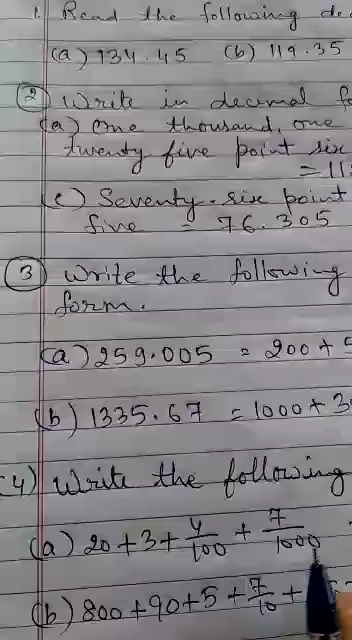 1. Read the following de
(a) 134.45 (b) 119.35
(2) Write in decimal fo
(a) One thousand, one
twenty five point six
= 11
(c) Seventy-six point
five = 76.305
(3) Write the following
form.
(a) 259.005 = 200 + 5
(b) 1335.67 = 1000 + 3
(4) Write the following
(a) 20 + 3 + 4/100 + 7/1000
(b) 800 + 90 + 5 + 7/10 +